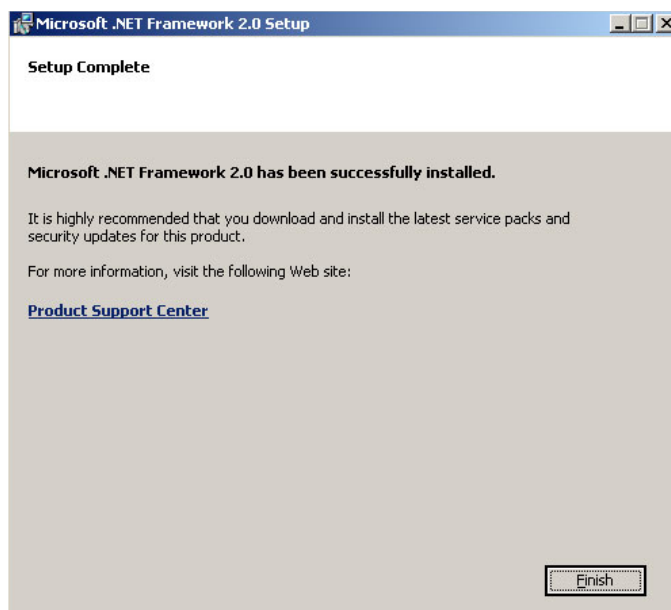 Microsoft .NET Framework 2.0 Setup
Setup Complete
Microsoft .NET Framework 2.0 has been successfully installed.
It is highly recommended that you download and install the latest service packs and
security updates for this product.
For more information, visit the following Web site:
Product Support Center
Finish